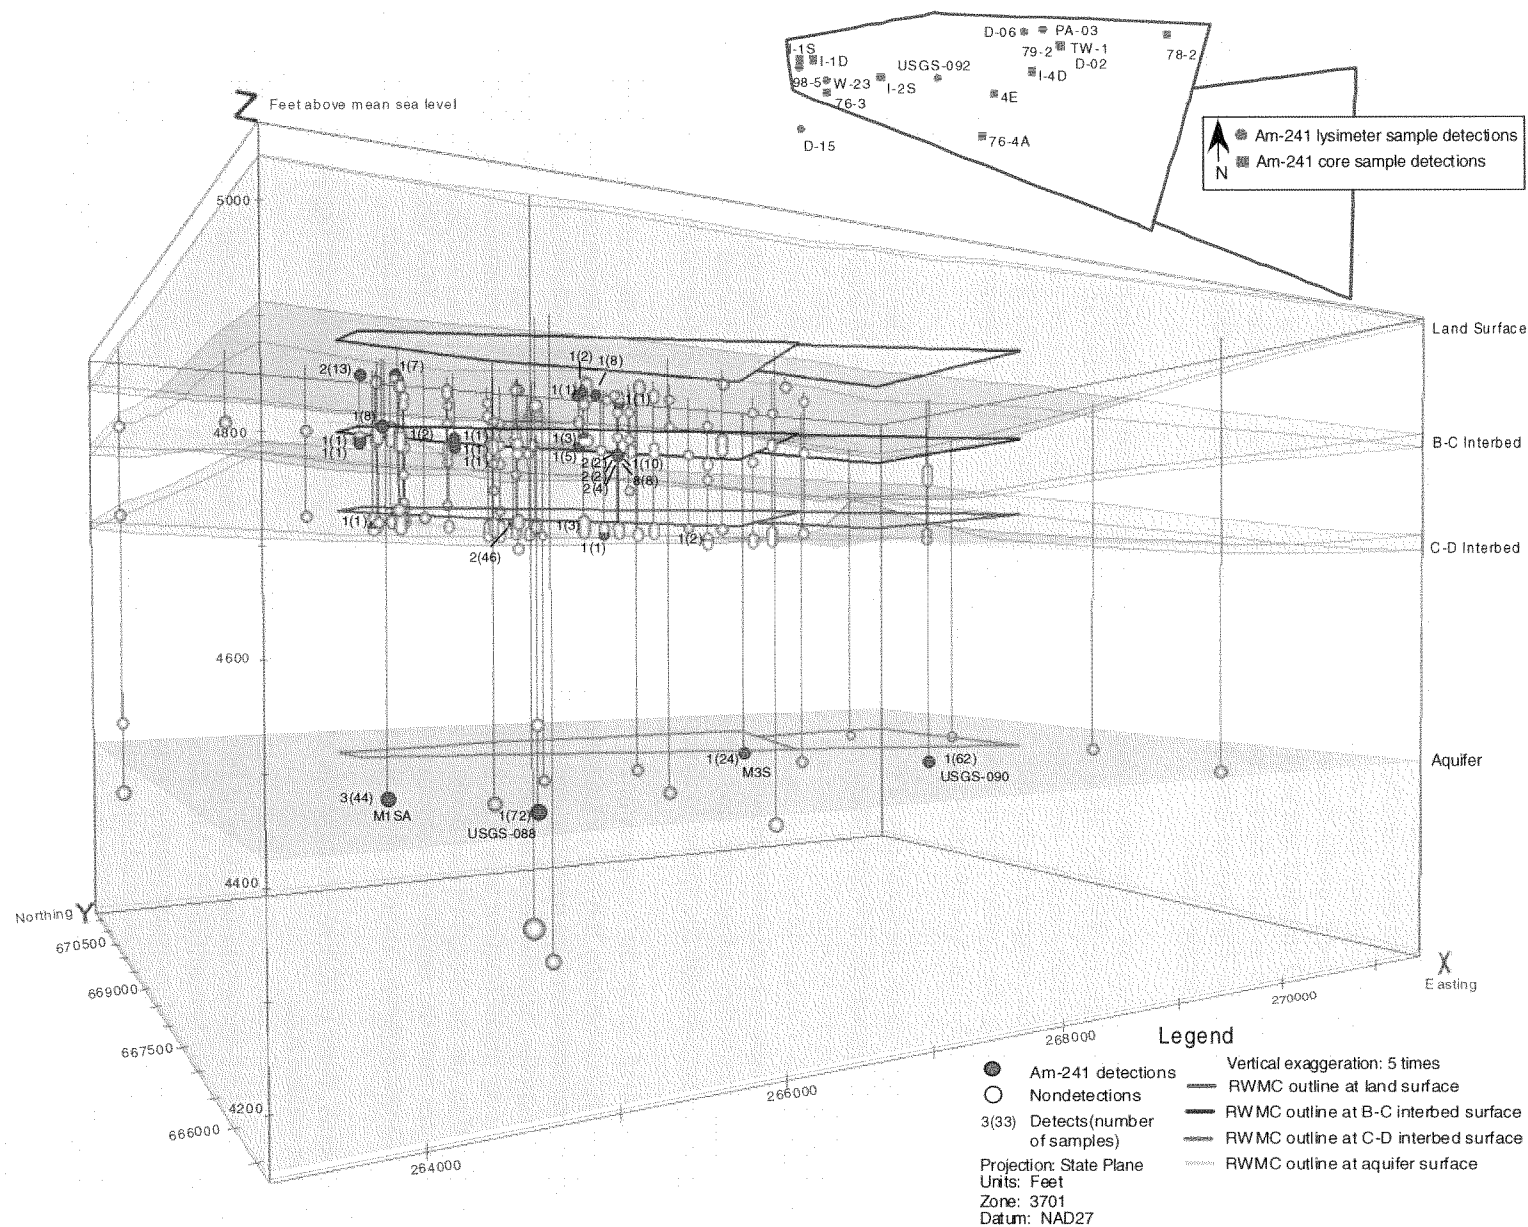 D-06
PA-03
I-1S
I-1D
79-2
TW-1
78-2
USGS-092
D-02
98-5
W-23
I-2S
I-4D
76-3
4E
D-15
76-4A
N
Am-241 lysimeter sample detections
Am-241 core sample detections
Z Feet above mean sea level
5000
Land Surface
1(2)
1(8)
2(13)
1(7)
1(1)
1(1)
1(8)
4800
1(1)
1(1)
1(2)
1(1)
1(1)
1(1)
1(3)
1(5)
2(2)
2(2)
2(4)
1(10)
8(8)
B-C Interbed
1(1)
1(3)
1(2)
1(1)
2(46)
C-D Interbed
4600
1(24)
M3S
1(62)
USGS-090
Aquifer
3(44)
M1SA
1(72)
USGS-088
4400
Northing Y
670500
669000
667500
666000
4200
264000
266000
268000
270000
X
Easting
Legend
Am-241 detections
Nondetections
3(33) Detects(number
of samples)
Projection: State Plane
Units: Feet
Zone: 3701
Datum: NAD27
Vertical exaggeration: 5 times
RWMC outline at land surface
RWMC outline at B-C interbed surface
RWMC outline at C-D interbed surface
RWMC outline at aquifer surface